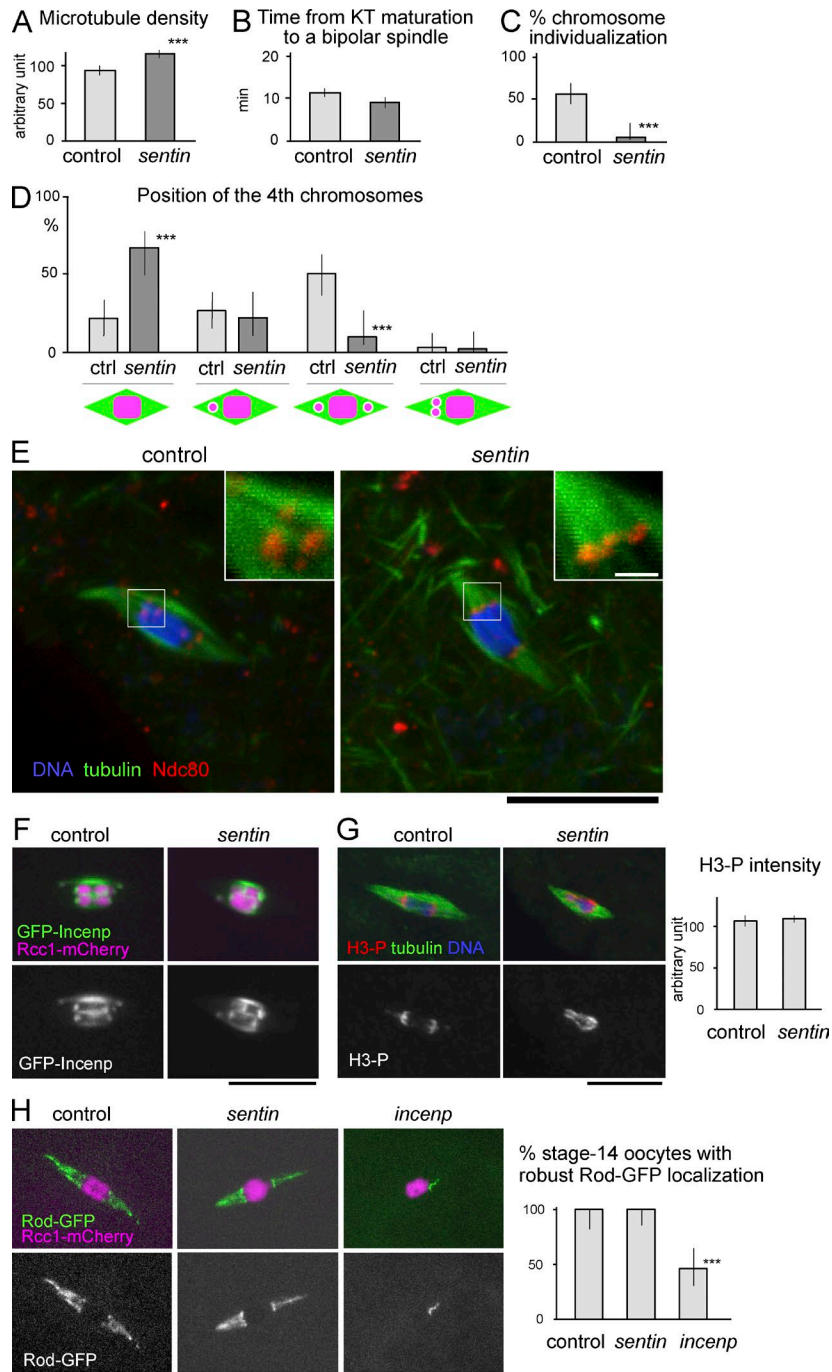 A Microtubule density
arbitrary unit
100
50
0
***
control sentin
B Time from KT maturation
to a bipolar spindle
min
20
10
0
control sentin
C % chromosome
individualization
100
50
0
***
control sentin
D Position of the 4th chromosomes
100
%
50
0
***
***
ctrl sentin ctrl sentin ctrl sentin ctrl sentin
E control sentin
DNA tubulin Ndc80
F control sentin
GFP-Incenp
Rcc1-mCherry
GFP-Incenp
G control sentin
H3-P tubulin DNA
H3-P
H3-P intensity
arbitrary unit
100
50
0
control sentin
H control sentin incenp
Rod-GFP
Rcc1-mCherry
Rod-GFP
% stage-14 oocytes with
robust Rod-GFP localization
100
50
0
***
control sentin incenp